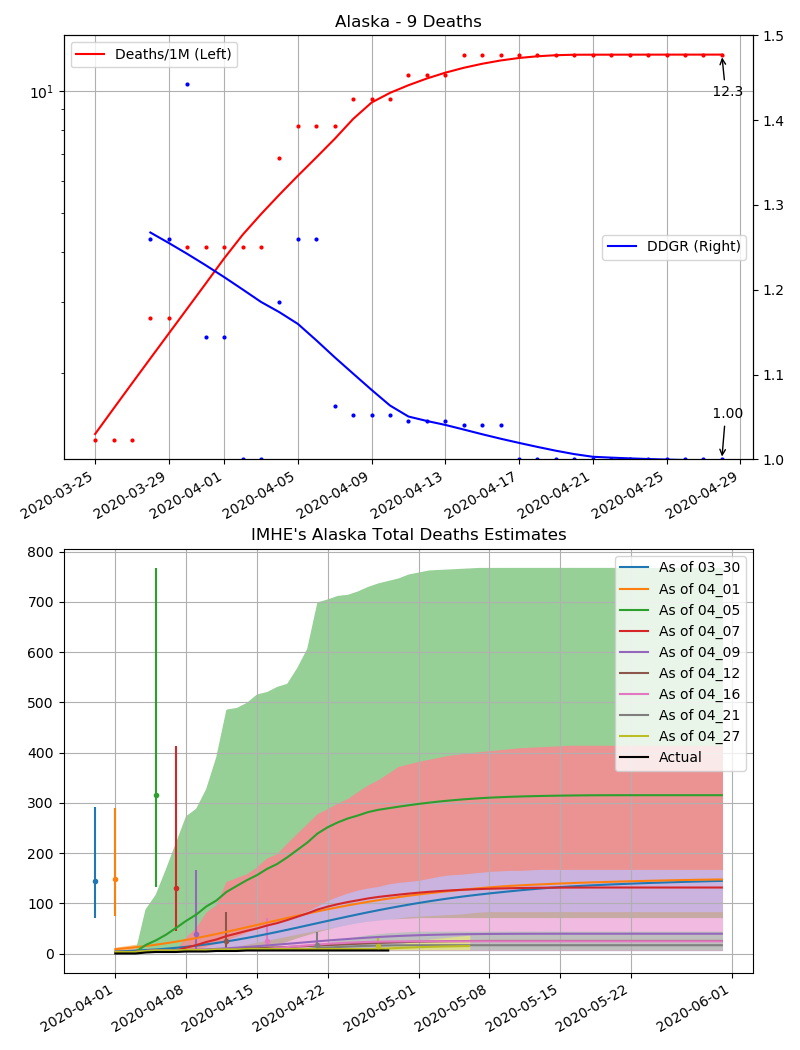 Alaska - 9 Deaths
Deaths/1M (Left)
10¹
12.3
DDGR (Right)
1.00
1.5
1.4
1.3
1.2
1.1
1.0
2020-03-25
2020-03-29
2020-04-01
2020-04-05
2020-04-09
2020-04-13
2020-04-17
2020-04-21
2020-04-25
2020-04-29
IMHE's Alaska Total Deaths Estimates
800
700
600
500
400
300
200
100
0
As of 03_30
As of 04_01
As of 04_05
As of 04_07
As of 04_09
As of 04_12
As of 04_16
As of 04_21
As of 04_27
Actual
2020-04-01
2020-04-08
2020-04-15
2020-04-22
2020-05-01
2020-05-08
2020-05-15
2020-05-22
2020-06-01